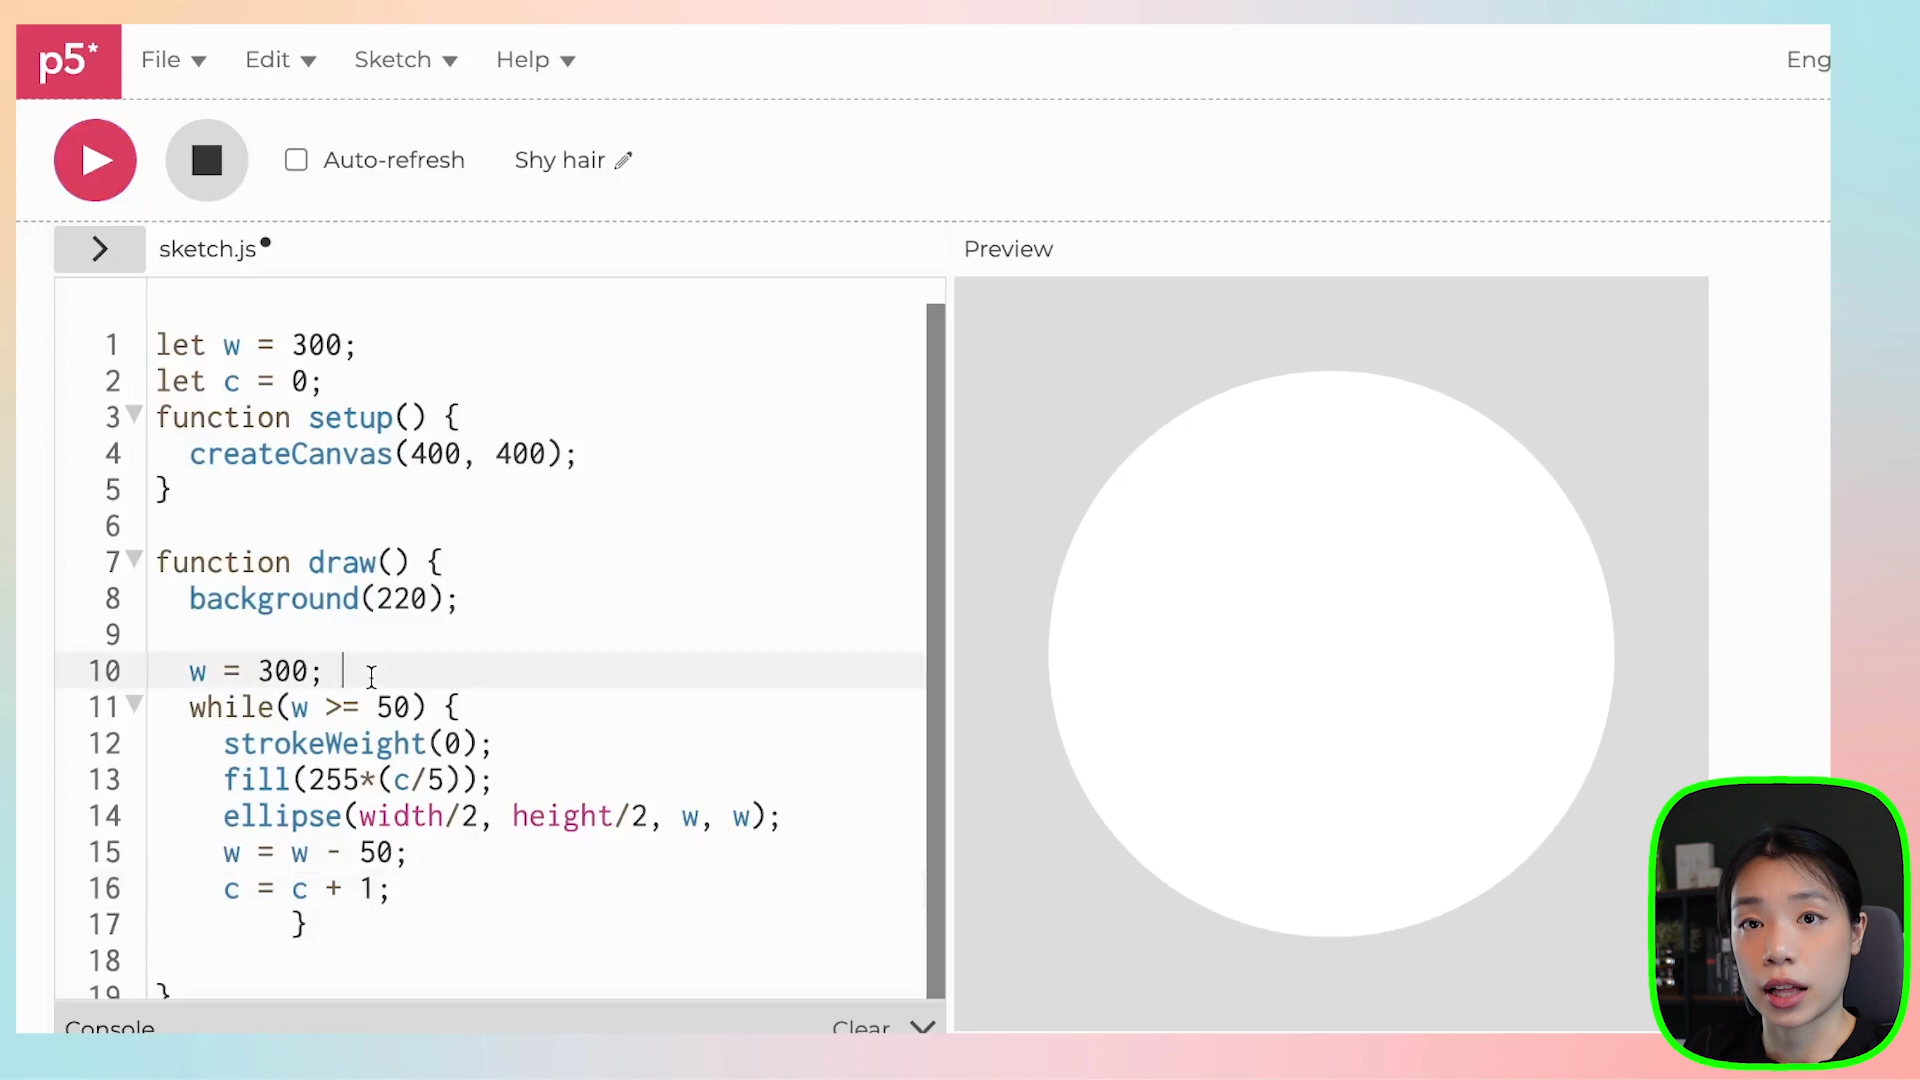 p5*
File Edit Sketch Help Eng
Auto-refresh Shy hair
sketch.js
Preview
1 let w = 300;
2 let c = 0;
3 function setup() {
4 createCanvas(400, 400);
5 }
6
7 function draw() {
8 background(220);
9
10 w = 300;
11 while(w >= 50) {
12 strokeWeight(0);
13 fill(255*(c/5));
14 ellipse(width/2, height/2, w, w);
15 w = w - 50;
16 c = c + 1;
17 }
18
19 }
Console Clear